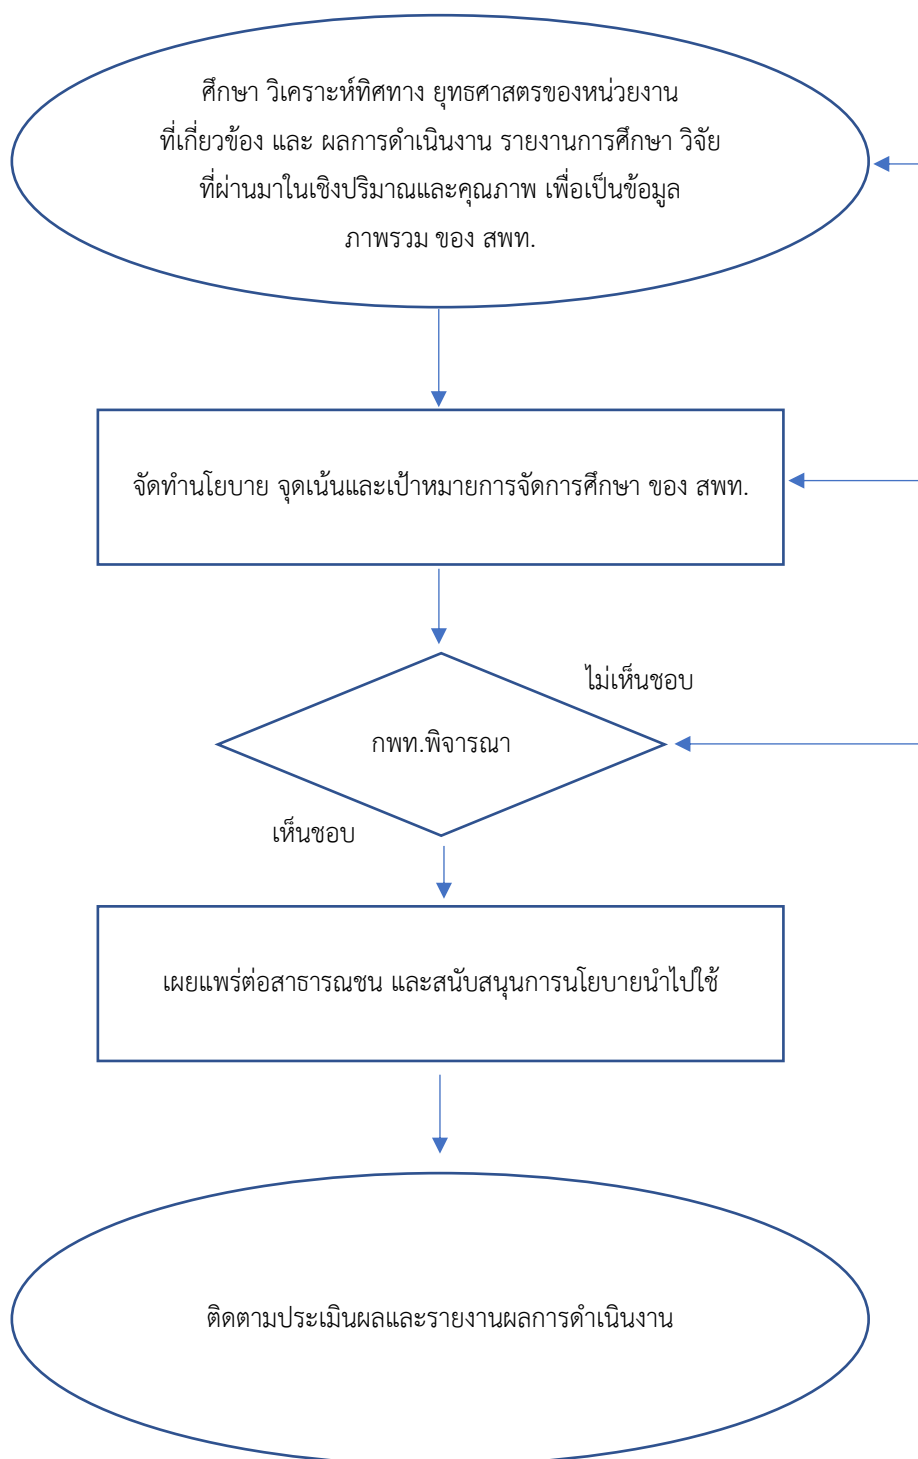 ศึกษา วิเคราะห์ทิศทาง ยุทธศาสตรของหน่วยงาน
ที่เกี่ยวข้อง และ ผลการดำเนินงาน รายงานการศึกษา วิจัย
ที่ผ่านมาในเชิงปริมาณและคุณภาพ เพื่อเป็นข้อมูล
ภาพรวม ของ สพท.
จัดทำนโยบาย จุดเน้นและเป้าหมายการจัดการศึกษา ของ สพท.
ไม่เห็นชอบ
กพท.พิจารณา
เห็นชอบ
เผยแพร่ต่อสาธารณชน และสนับสนุนการนโยบายนำไปใช้
ติดตามประเมินผลและรายงานผลการดำเนินงาน